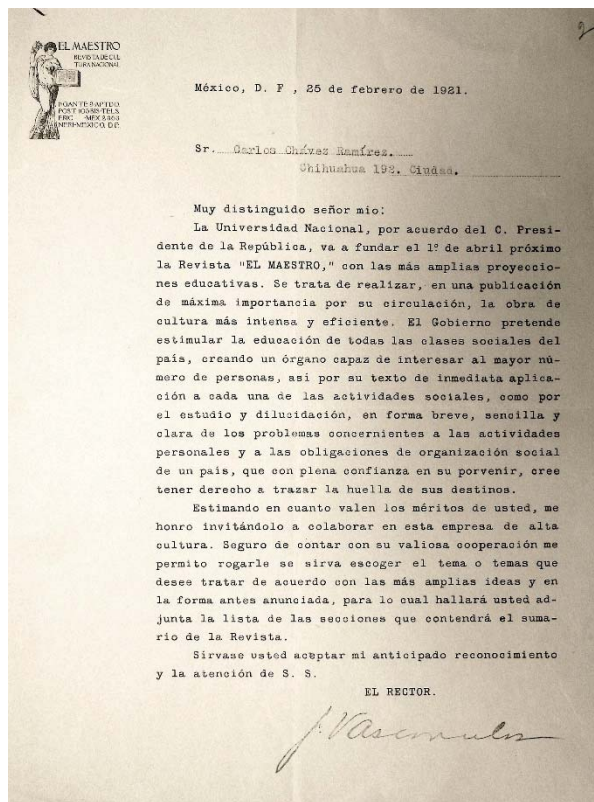 2
EL MAESTRO
REVISTA DE CUL
TURA NACIONAL
México, D. F , 25 de febrero de 1921.
Sr. Carlos Chávez Ramírez.
Chihuahua 192. Ciudad.
Muy distinguido señor mio:
La Universidad Nacional, por acuerdo del C. Presi-
dente de la República, va a fundar el 1º de abril próximo
la Revista "EL MAESTRO," con las más amplias proyeccio-
nes educativas. Se trata de realizar, en una publicación
de máxima importancia por su circulación, la obra de
cultura más intensa y eficiente. El Gobierno pretende
estimular la educación de todas las clases sociales del
país, creando un órgano capaz de interesar al mayor nú-
mero de personas, asi por su texto de inmediata aplica-
ción a cada una de las actividades sociales, como por
el estudio y dilucidación, en forma breve, sencilla y
clara de los problemas concernientes a las actividades
personales y a las obligaciones de organización social
de un país, que con plena confianza en su porvenir, cree
tener derecho a trazar la huella de sus destinos.
Estimando en cuanto valen los méritos de usted, me
honro invitándolo a colaborar en esta empresa de alta
cultura. Seguro de contar con su valiosa cooperación me
permito rogarle se sirva escoger el tema o temas que
desee tratar de acuerdo con las más amplias ideas y en
la forma antes anunciada, para lo cual hallará usted ad-
junta la lista de las secciones que contendrá el suma-
rio de la Revista.
Sírvase usted aceptar mi anticipado reconocimiento
y la atención de S. S.
EL RECTOR.
J. Vasconcelos